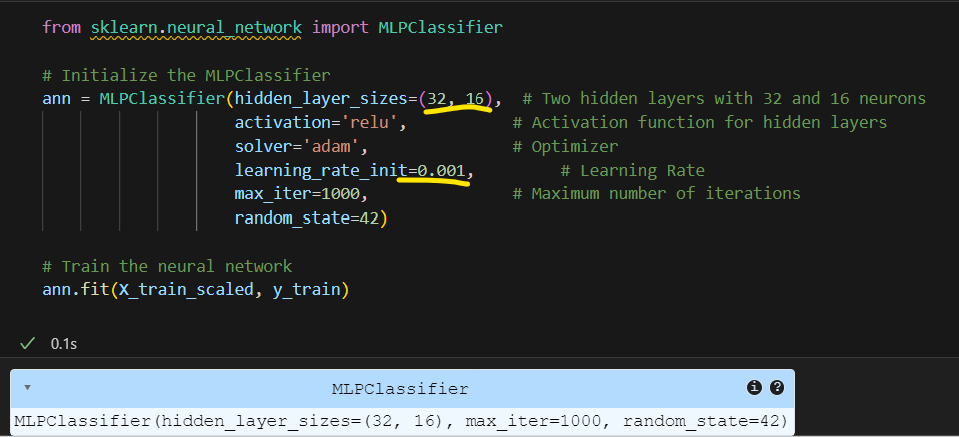 from sklearn.neural_network import MLPClassifier
# Initialize the MLPClassifier
ann = MLPClassifier(hidden_layer_sizes=(32, 16), # Two hidden layers with 32 and 16 neurons
activation='relu', # Activation function for hidden layers
solver='adam', # Optimizer
learning_rate_init=0.001, # Learning Rate
max_iter=1000, # Maximum number of iterations
random_state=42)
# Train the neural network
ann.fit(X_train_scaled, y_train)
0.1s
MLPClassifier
MLPClassifier(hidden_layer_sizes=(32, 16), max_iter=1000, random_state=42)